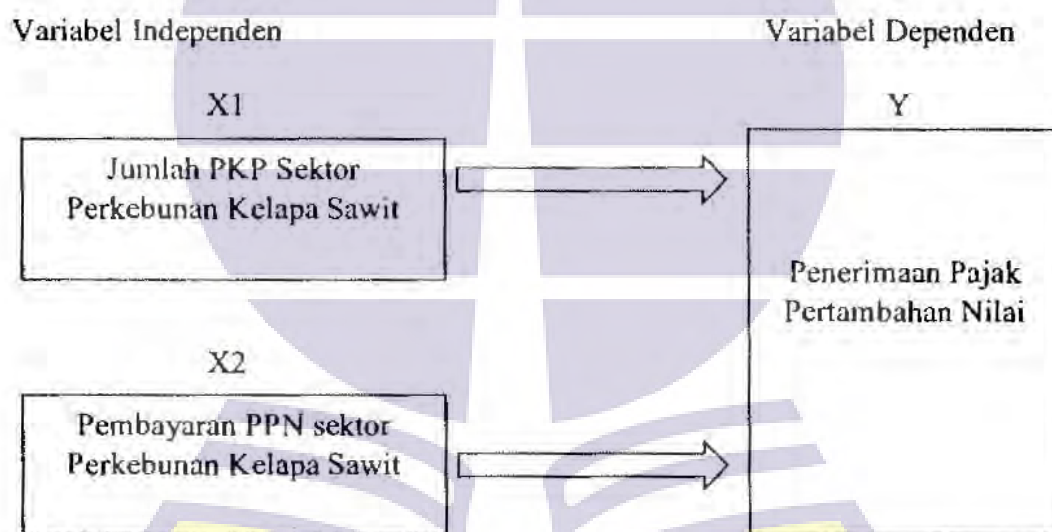 Variabel Independen
Variabel Dependen
X1
Y
Jumlah PKP Sektor
Perkebunan Kelapa Sawit
Penerimaan Pajak
Pertambahan Nilai
X2
Pembayaran PPN sektor
Perkebunan Kelapa Sawit